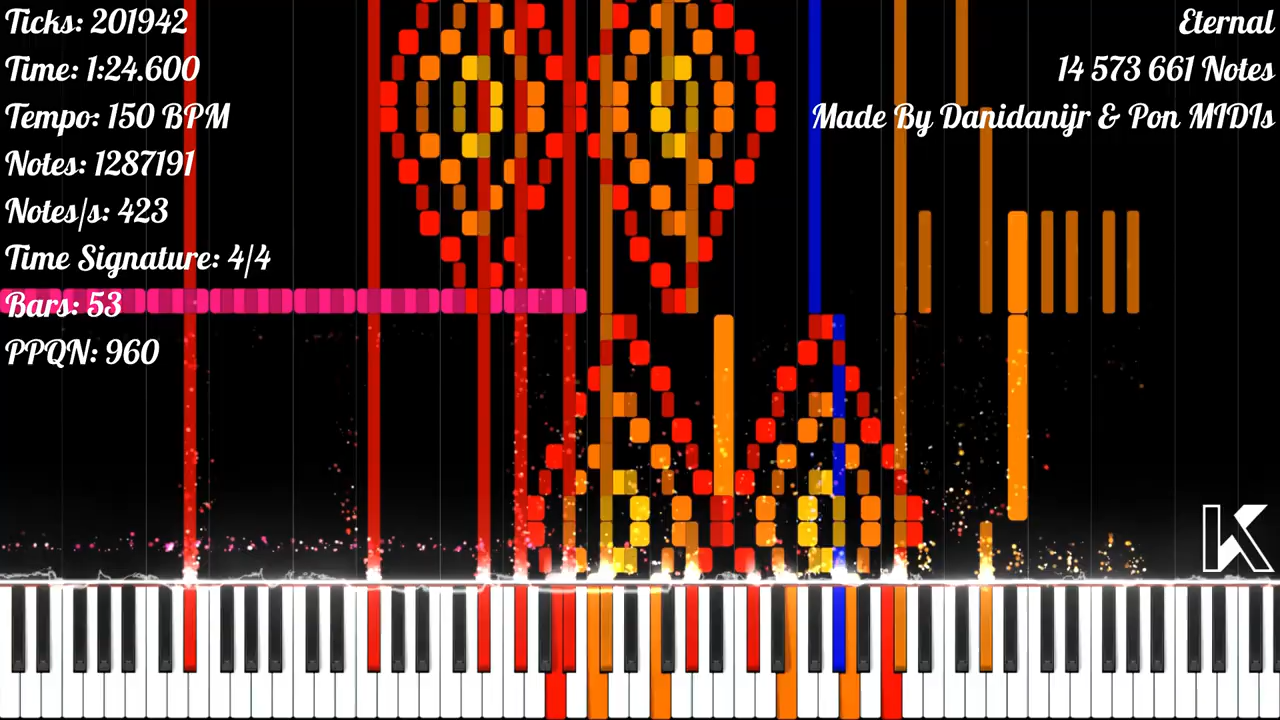 Ticks: 201942
Time: 1:24.600
Tempo: 150 BPM
Notes: 1287191
Notes/s: 423
Time Signature: 4/4
Bars: 53
PPQN: 960
Eternal
14 573 661 Notes
Made By Danidanijr & Pon MIDIs
K